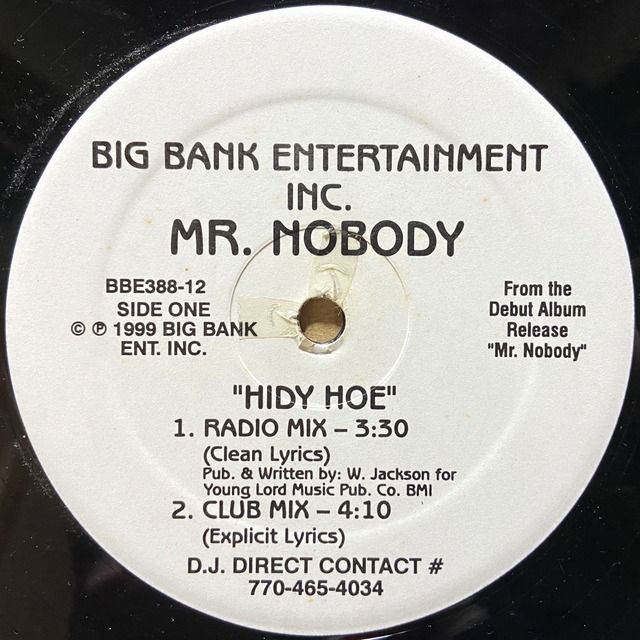 BIG BANK ENTERTAINMENT
INC.
MR. NOBODY
BBE388-12
SIDE ONE
© ℗ 1999 BIG BANK
ENT. INC.
From the
Debut Album
Release
"Mr. Nobody"
"HIDY HOE"
1. RADIO MIX – 3:30
(Clean Lyrics)
Pub. & Written by: W. Jackson for
Young Lord Music Pub. Co. BMI
2. CLUB MIX – 4:10
(Explicit Lyrics)
D.J. DIRECT CONTACT #
770-465-4034